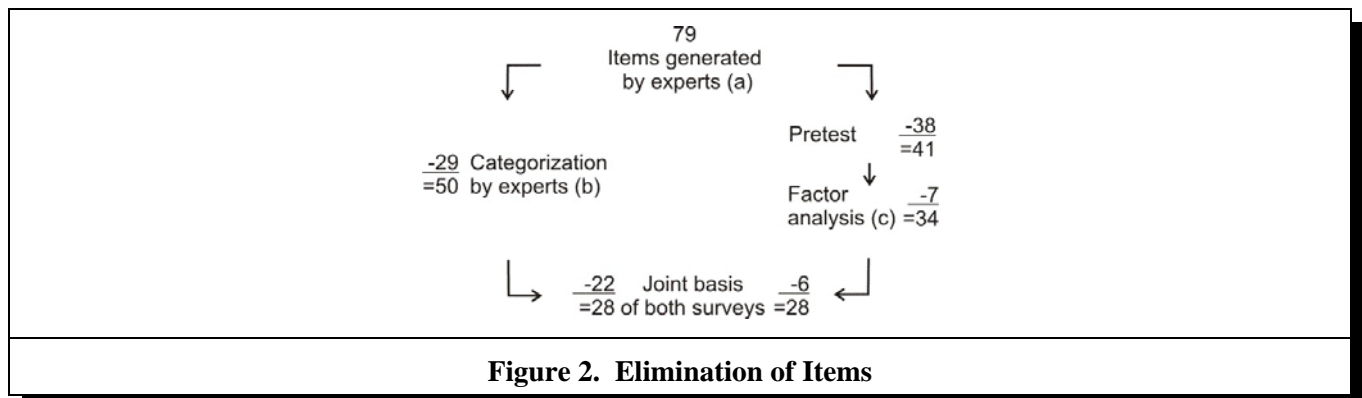 79
Items generated
by experts (a)
Pretest -38
=41
-29 Categorization
=50 by experts (b)
Factor -7
analysis (c) =34
-22 Joint basis -6
=28 of both surveys =28
Figure 2. Elimination of Items